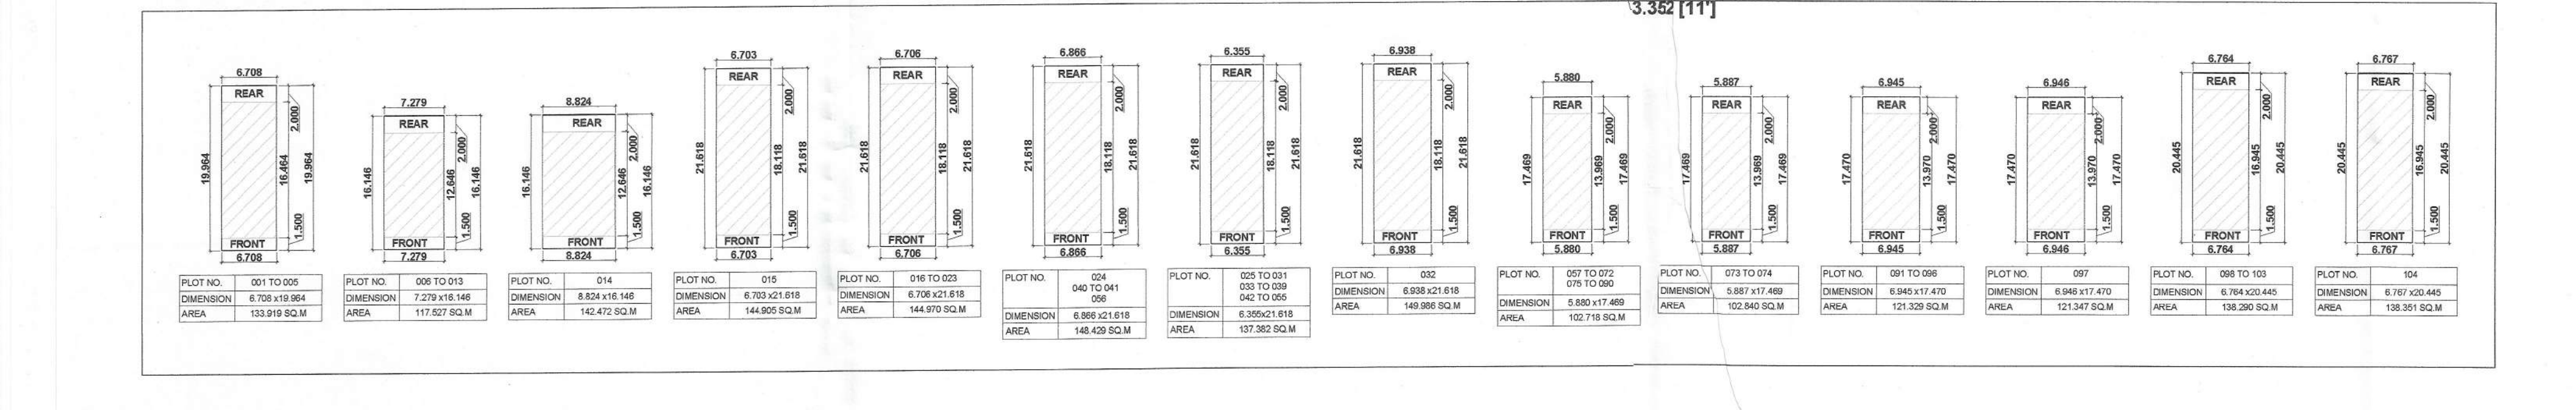 3.352 [11']
6.708
REAR
19.964
2.000
16.464
19.964
1.500
FRONT
6.708
PLOT NO. 001 TO 005
DIMENSION 6.708 x19.964
AREA 133.919 SQ.M
7.279
REAR
16.146
2.000
12.646
16.146
1.500
FRONT
7.279
PLOT NO. 006 TO 013
DIMENSION 7.279 x16.146
AREA 117.527 SQ.M
8.824
REAR
16.146
2.000
12.646
16.146
1.500
FRONT
8.824
PLOT NO. 014
DIMENSION 8.824 x16.146
AREA 142.472 SQ.M
6.703
REAR
21.618
2.000
18.118
21.618
1.500
FRONT
6.703
PLOT NO. 015
DIMENSION 6.703 x21.618
AREA 144.905 SQ.M
6.706
REAR
21.618
2.000
18.118
21.618
1.500
FRONT
6.706
PLOT NO. 016 TO 023
DIMENSION 6.706 x21.618
AREA 144.970 SQ.M
6.866
REAR
21.618
2.000
18.118
21.618
1.500
FRONT
6.866
PLOT NO. 024
040 TO 041
056
DIMENSION 6.866 x21.618
AREA 148.429 SQ.M
6.355
REAR
21.618
2.000
18.118
21.618
1.500
FRONT
6.355
PLOT NO. 025 TO 031
033 TO 039
042 TO 055
DIMENSION 6.355x21.618
AREA 137.382 SQ.M
6.938
REAR
21.618
2.000
18.118
21.618
1.500
FRONT
6.938
PLOT NO. 032
DIMENSION 6.938 x21.618
AREA 149.986 SQ.M
5.880
REAR
17.469
2.000
13.969
17.469
1.500
FRONT
5.880
PLOT NO. 057 TO 072
075 TO 090
DIMENSION 5.880 x17.469
AREA 102.718 SQ.M
5.887
REAR
17.469
2.000
13.969
17.469
1.500
FRONT
5.887
PLOT NO. 073 TO 074
DIMENSION 5.887 x17.469
AREA 102.840 SQ.M
6.945
REAR
17.470
2.000
13.970
17.470
1.500
FRONT
6.945
PLOT NO. 091 TO 096
DIMENSION 6.945 x17.470
AREA 121.329 SQ.M
6.946
REAR
17.470
2.000
13.970
17.470
1.500
FRONT
6.946
PLOT NO. 097
DIMENSION 6.946 x17.470
AREA 121.347 SQ.M
6.764
REAR
20.445
2.000
16.945
20.445
1.500
FRONT
6.764
PLOT NO. 098 TO 103
DIMENSION 6.764 x20.445
AREA 138.290 SQ.M
6.767
REAR
20.445
2.000
16.945
20.445
1.500
FRONT
6.767
PLOT NO. 104
DIMENSION 6.767 x20.445
AREA 138.351 SQ.M